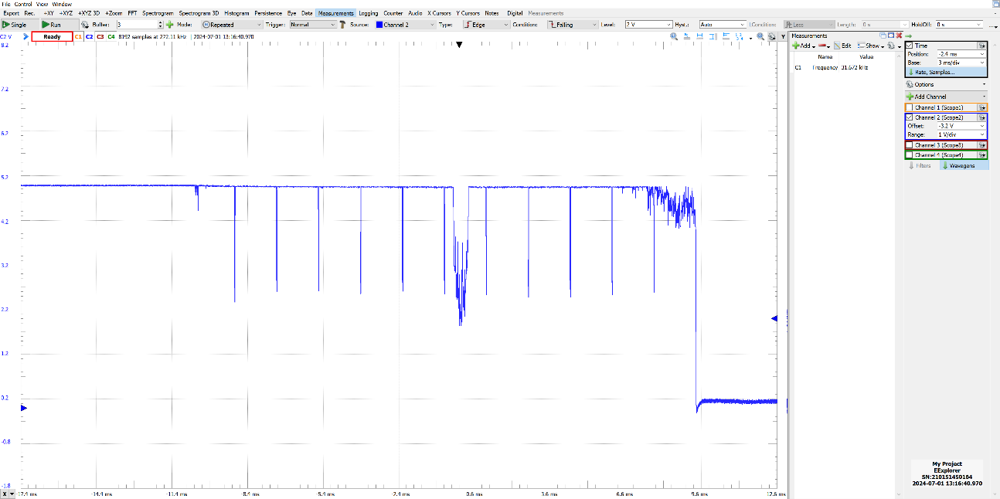 File Control View Window
Export Rec. +XY +XYZ +XYZ 3D +Zoom FFT Spectrogram Spectrogram 3D Histogram Persistence Eye Data Measurements Logging Counter Audio X Cursors Y Cursors Notes Digital Measurements
Single Run Buffer: 3 Mode: Repeated Trigger: Normal Source: Channel 2 Type: Edge Condition: Falling Level: 2 V Hyst.: Auto LCondition: Less Length: 0 s HoldOff: 0 s
C2 V Ready C1 C2 C3 C4 8192 samples at 272.11 kHz | 2024-07-01 13:16:40.970 Y
8.2
7.2
6.2
5.2
4.2
3.2
2.2
1.2
0.2
-0.8
-1.8
X -17.4 ms -14.4 ms -11.4 ms -8.4 ms -5.4 ms -2.4 ms 0.6 ms 3.6 ms 6.6 ms 9.6 ms 12.6 ms
Measurements
Add Edit Show
Name Value
C1 Frequency 31.672 kHz
Time
Position: -2.4 ms
Base: 3 ms/div
Rate, Samples...
Options
Add Channel
Channel 1 (Scope1)
Channel 2 (Scope2)
Offset: -3.2 V
Range: 1 V/div
Channel 3 (Scope3)
Channel 4 (Scope4)
Filters Wavegens
My Project
EExplorer
SN:210151450104
2024-07-01 13:16:40.970